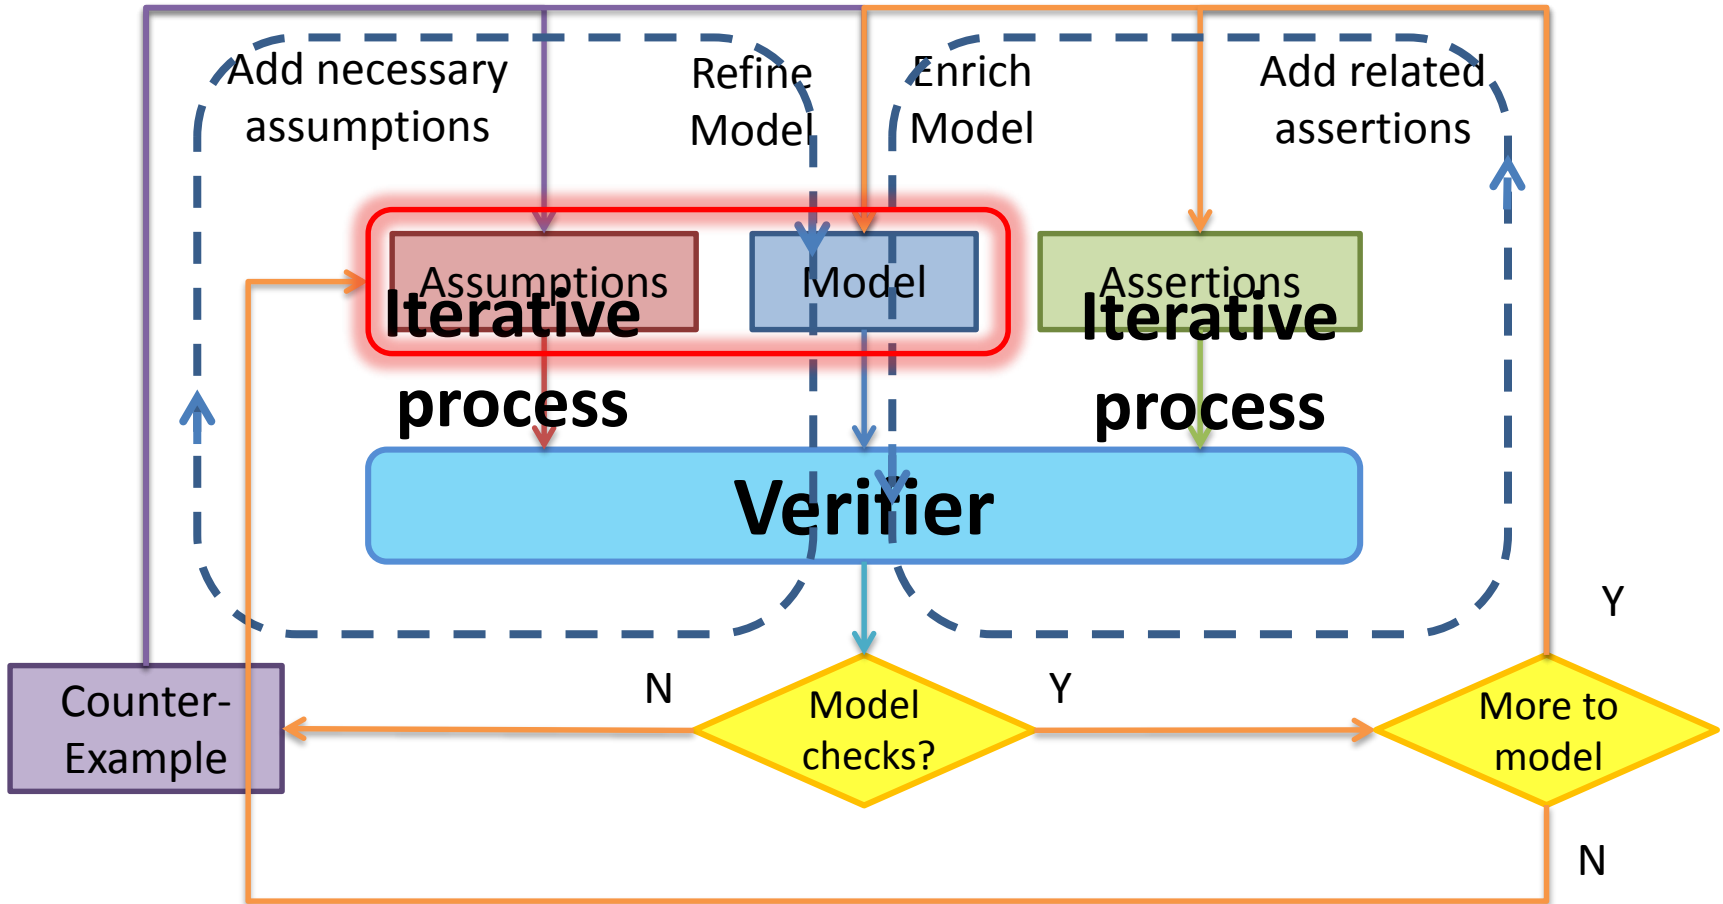 Add necessary
assumptions
Refine
Model
Enrich
Model
Add related
assertions
Assumptions
Model
Assertions
Iterative
process
Iterative
process
Verifier
Y
Counter-
Example
N
Model
checks?
Y
More to
model
N